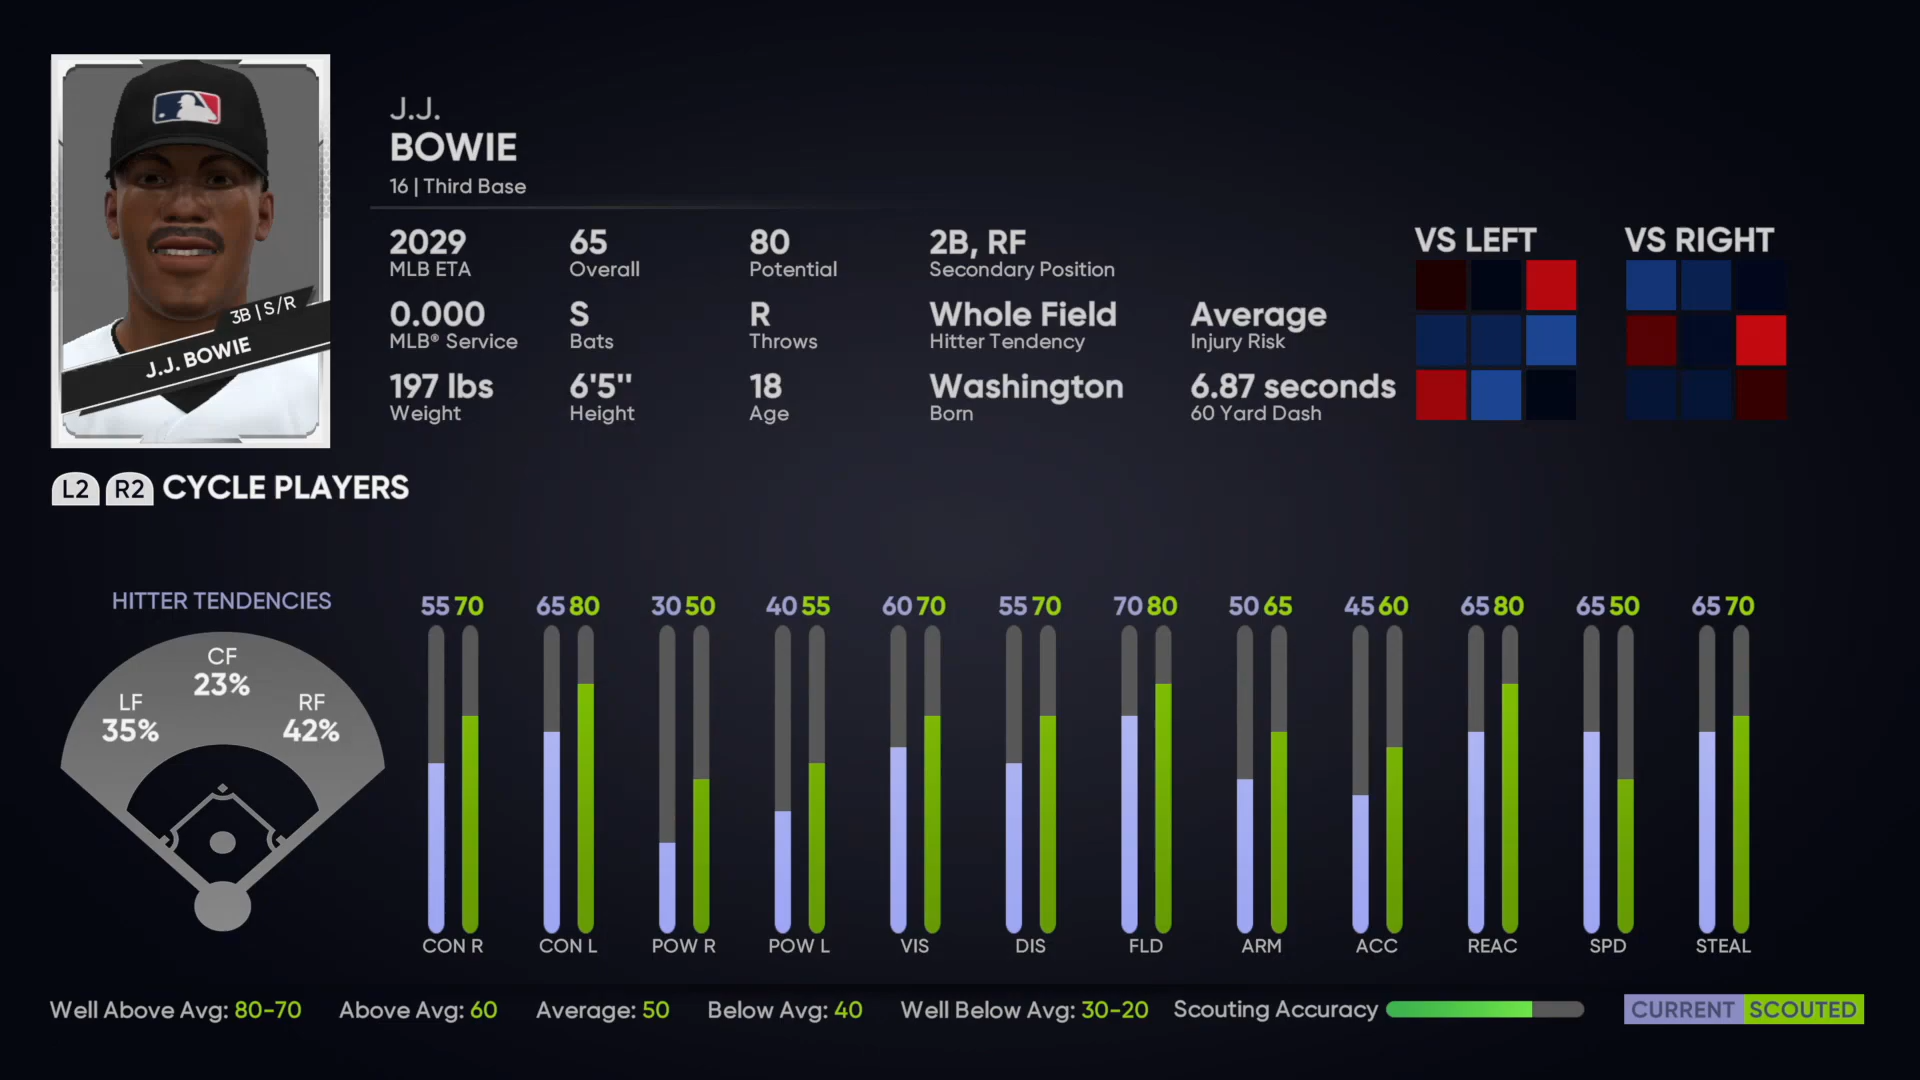 J.J.
BOWIE
16 | Third Base
3B | S/R
J.J. BOWIE
2029 65 80 2B, RF
MLB ETA Overall Potential Secondary Position
0.000 S R Whole Field Average
MLB® Service Bats Throws Hitter Tendency Injury Risk
197 lbs 6'5" 18 Washington 6.87 seconds
Weight Height Age Born 60 Yard Dash
VS LEFT VS RIGHT
L2 R2 CYCLE PLAYERS
HITTER TENDENCIES
CF
23%
LF RF
35% 42%
55 70 65 80 30 50 40 55 60 70 55 70 70 80 50 65 45 60 65 80 65 50 65 70
CON R CON L POW R POW L VIS DIS FLD ARM ACC REAC SPD STEAL
Well Above Avg: 80-70 Above Avg: 60 Average: 50 Below Avg: 40 Well Below Avg: 30-20 Scouting Accuracy CURRENT SCOUTED